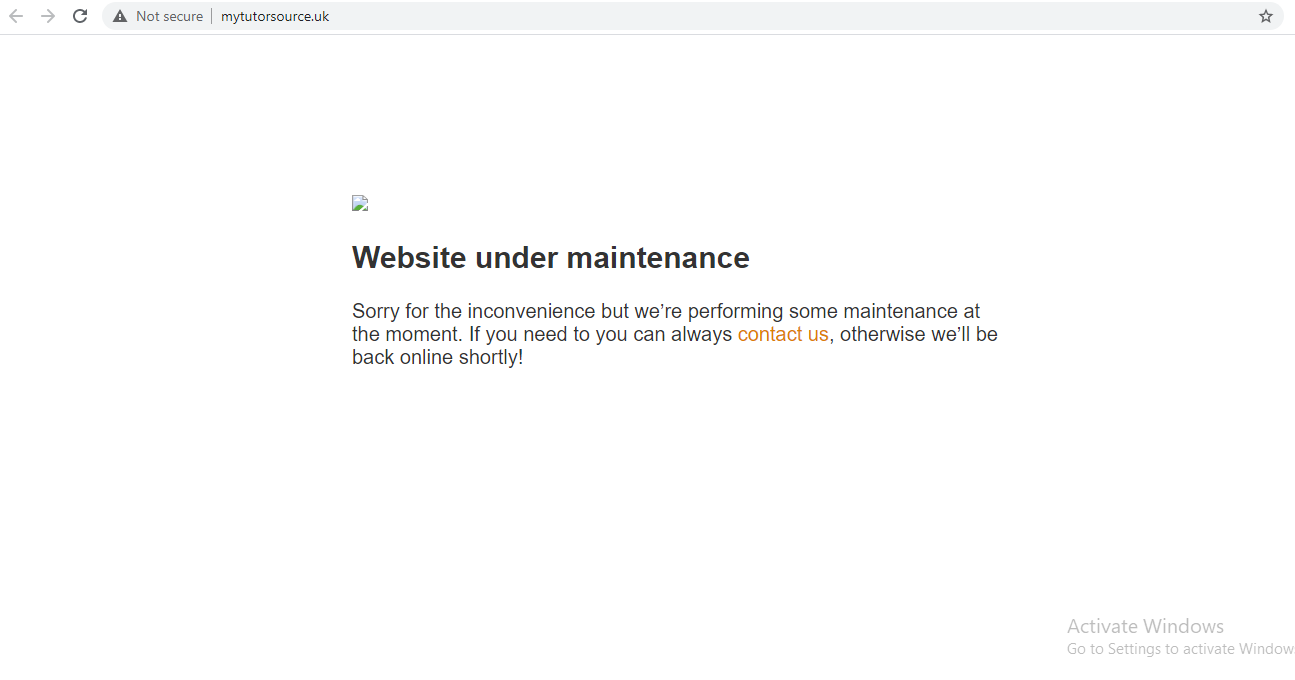 Not secure
mytutorsource.uk
Website under maintenance
Sorry for the inconvenience but we’re performing some maintenance at
the moment. If you need to you can always contact us, otherwise we’ll be
back online shortly!
Activate Windows
Go to Settings to activate Window